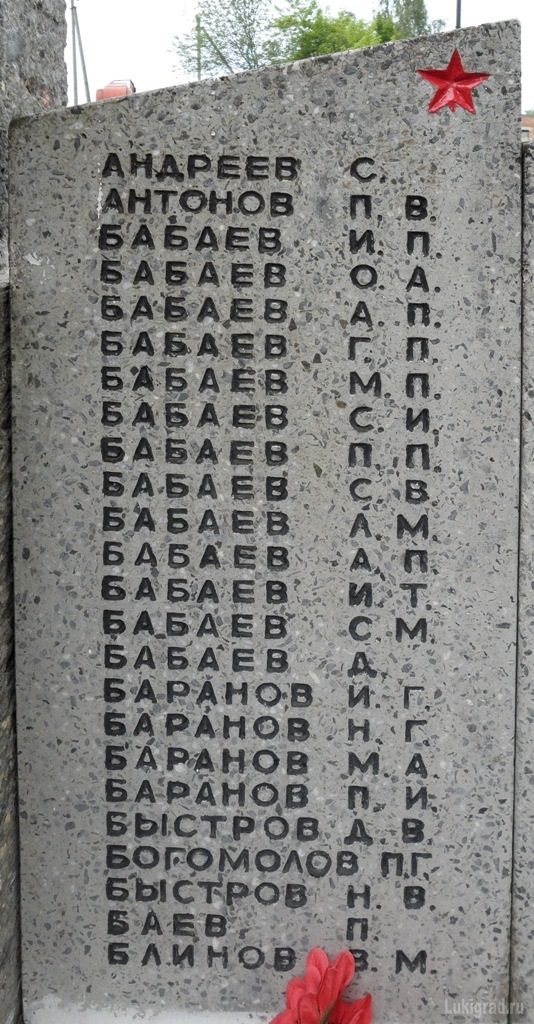 АНДРЕЕВ С.
АНТОНОВ П. В.
БАБАЕВ И. П.
БАБАЕВ О. А.
БАБАЕВ А. П.
БАБАЕВ Г. П.
БАБАЕВ М. П.
БАБАЕВ С. И.
БАБАЕВ П. П.
БАБАЕВ С. В.
БАБАЕВ А. М.
БАБАЕВ А. П.
БАБАЕВ И. Т.
БАБАЕВ С. М.
БАБАЕВ Д.
БАРАНОВ И. Г.
БАРАНОВ Н. Г.
БАРАНОВ М. А.
БАРАНОВ П. И.
БЫСТРОВ Д. В.
БОГОМОЛОВ П.Г.
БЫСТРОВ Н. В.
БАЕВ П.
БЛИНОВ В. М.
Lukigrad.ru